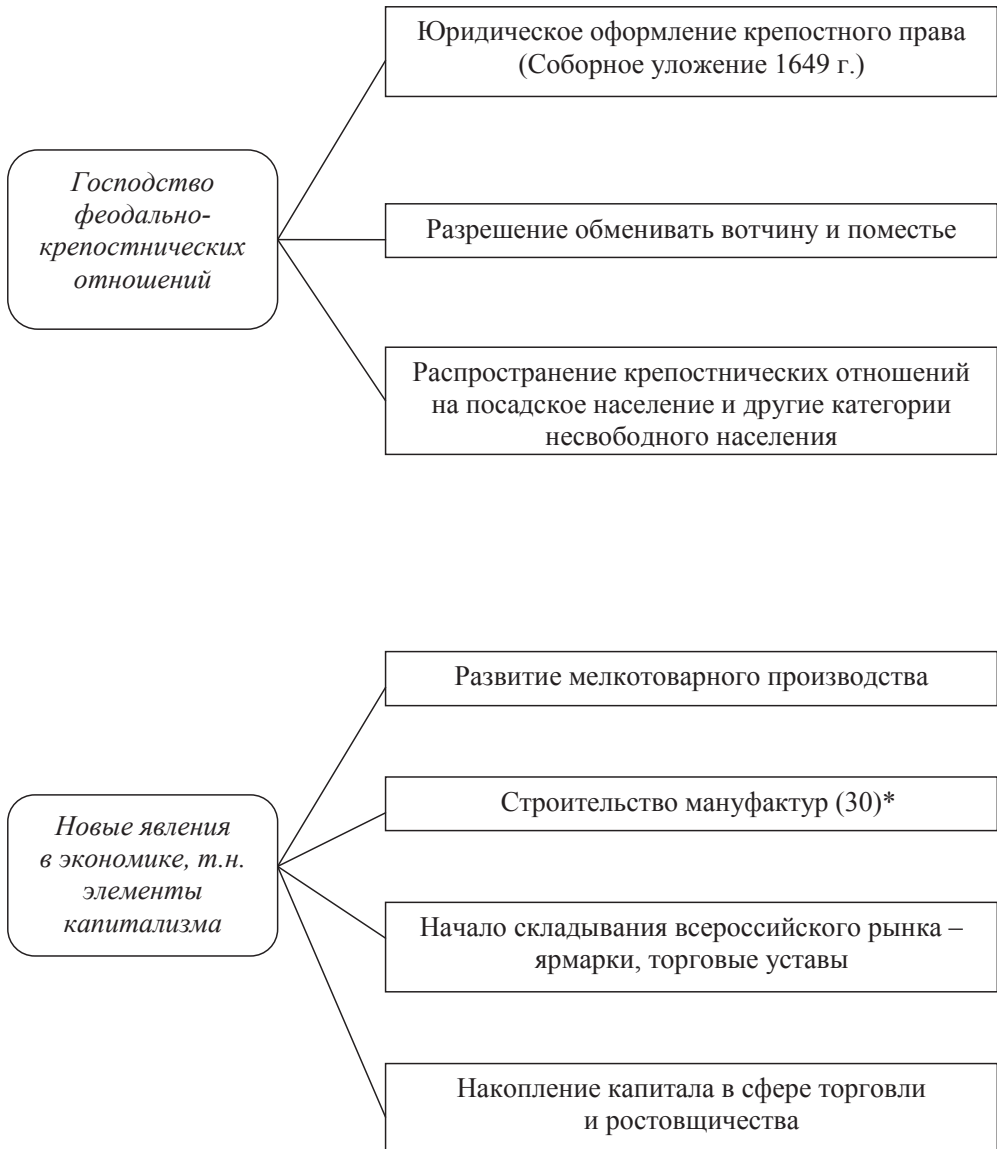 Юридическое оформление крепостного права
(Соборное уложение 1649 г.)
Господство
феодально-
крепостнических
отношений
Разрешение обменивать вотчину и поместье
Распространение крепостнических отношений
на посадское население и другие категории
несвободного населения
Развитие мелкотоварного производства
Новые явления
в экономике, т.н.
элементы
капитализма
Строительство мануфактур (30)*
Начало складывания всероссийского рынка –
ярмарки, торговые уставы
Накопление капитала в сфере торговли
и ростовщичества